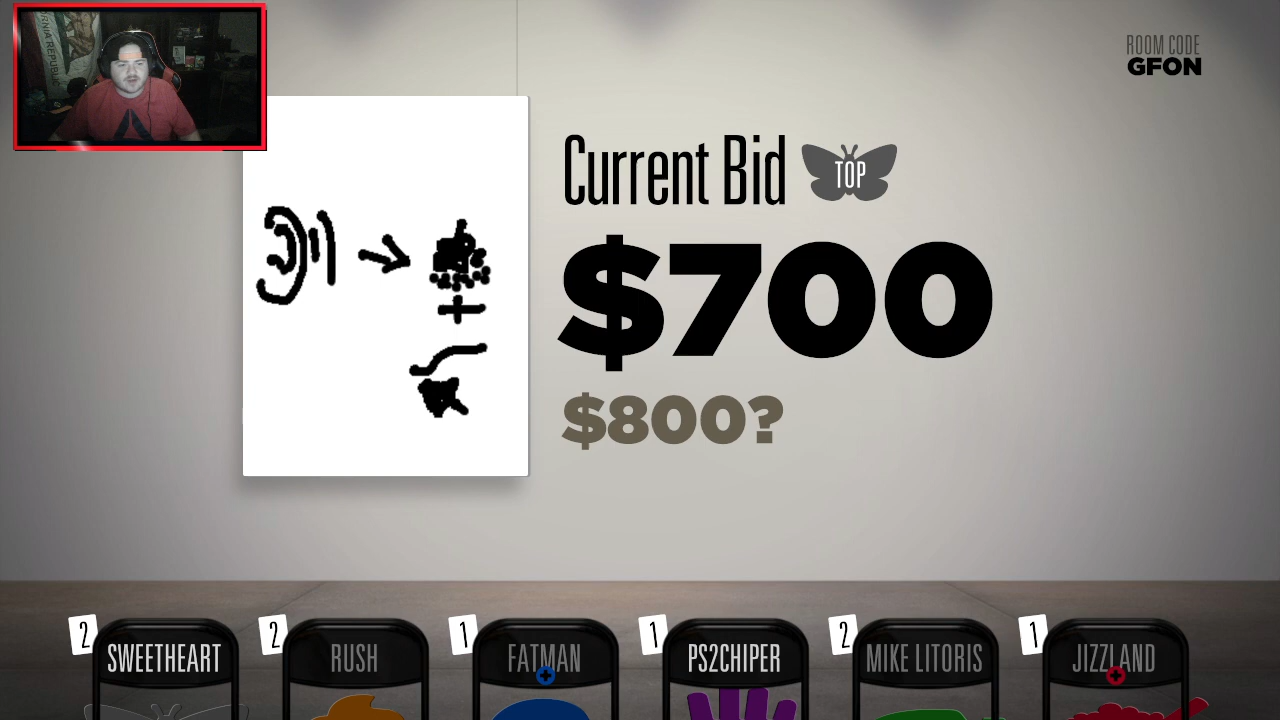 ROOM CODE
GFON
Current Bid
TOP
$700
$800?
2
SWEETHEART
2
RUSH
1
FATMAN
1
PS2CHIPER
2
MIKE LITORIS
1
JIZZLAND